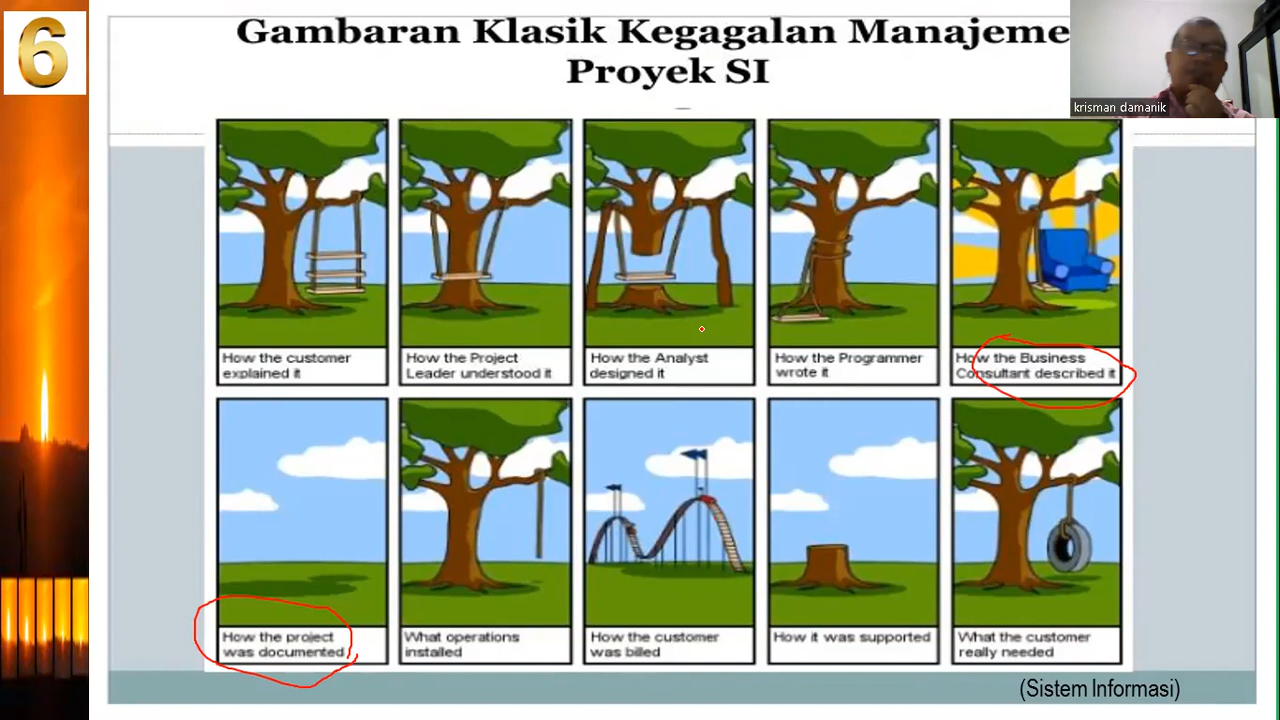 6
Gambaran Klasik Kegagalan Manajeme
Proyek SI
krisman damanik
How the customer
explained it
How the Project
Leader understood it
How the Analyst
designed it
How the Programmer
wrote it
How the Business
Consultant described it
How the project
was documented
What operations
installed
How the customer
was billed
How it was supported
What the customer
really needed
(Sistem Informasi)